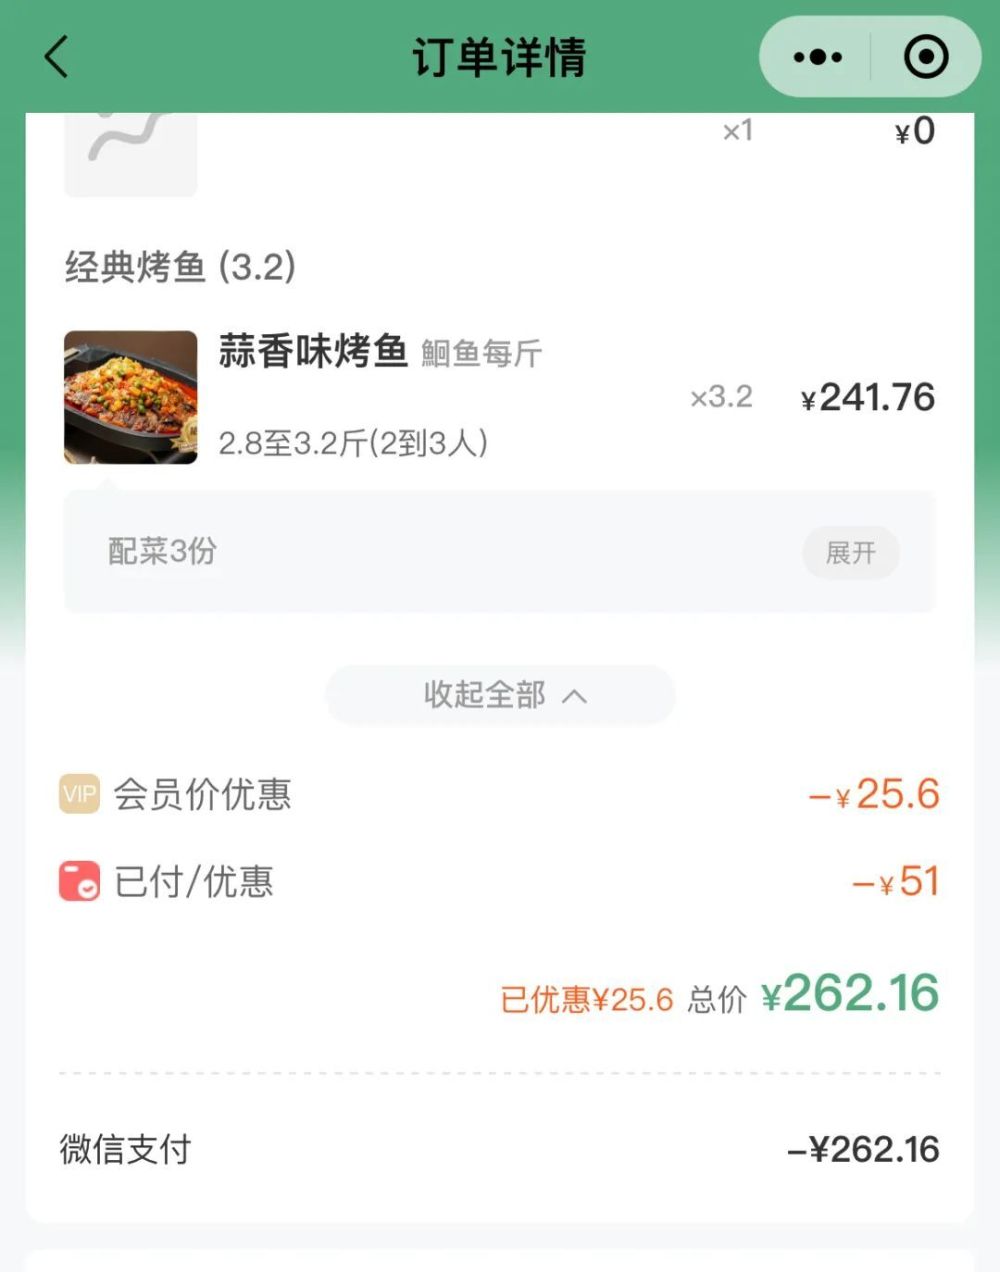 订单详情
×1 ¥0
经典烤鱼 (3.2)
蒜香味烤鱼 鮰鱼每斤
×3.2 ¥241.76
2.8至3.2斤(2到3人)
配菜3份 展开
收起全部
VIP 会员价优惠 -¥25.6
已付/优惠 -¥51
已优惠¥25.6 总价 ¥262.16
微信支付 -¥262.16